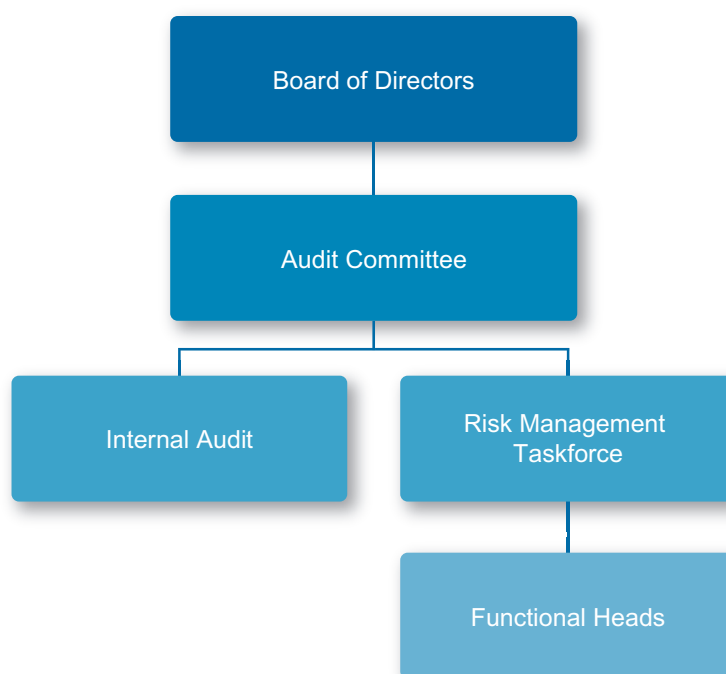 Board of Directors
Audit Committee
Internal Audit
Risk Management
Taskforce
Functional Heads